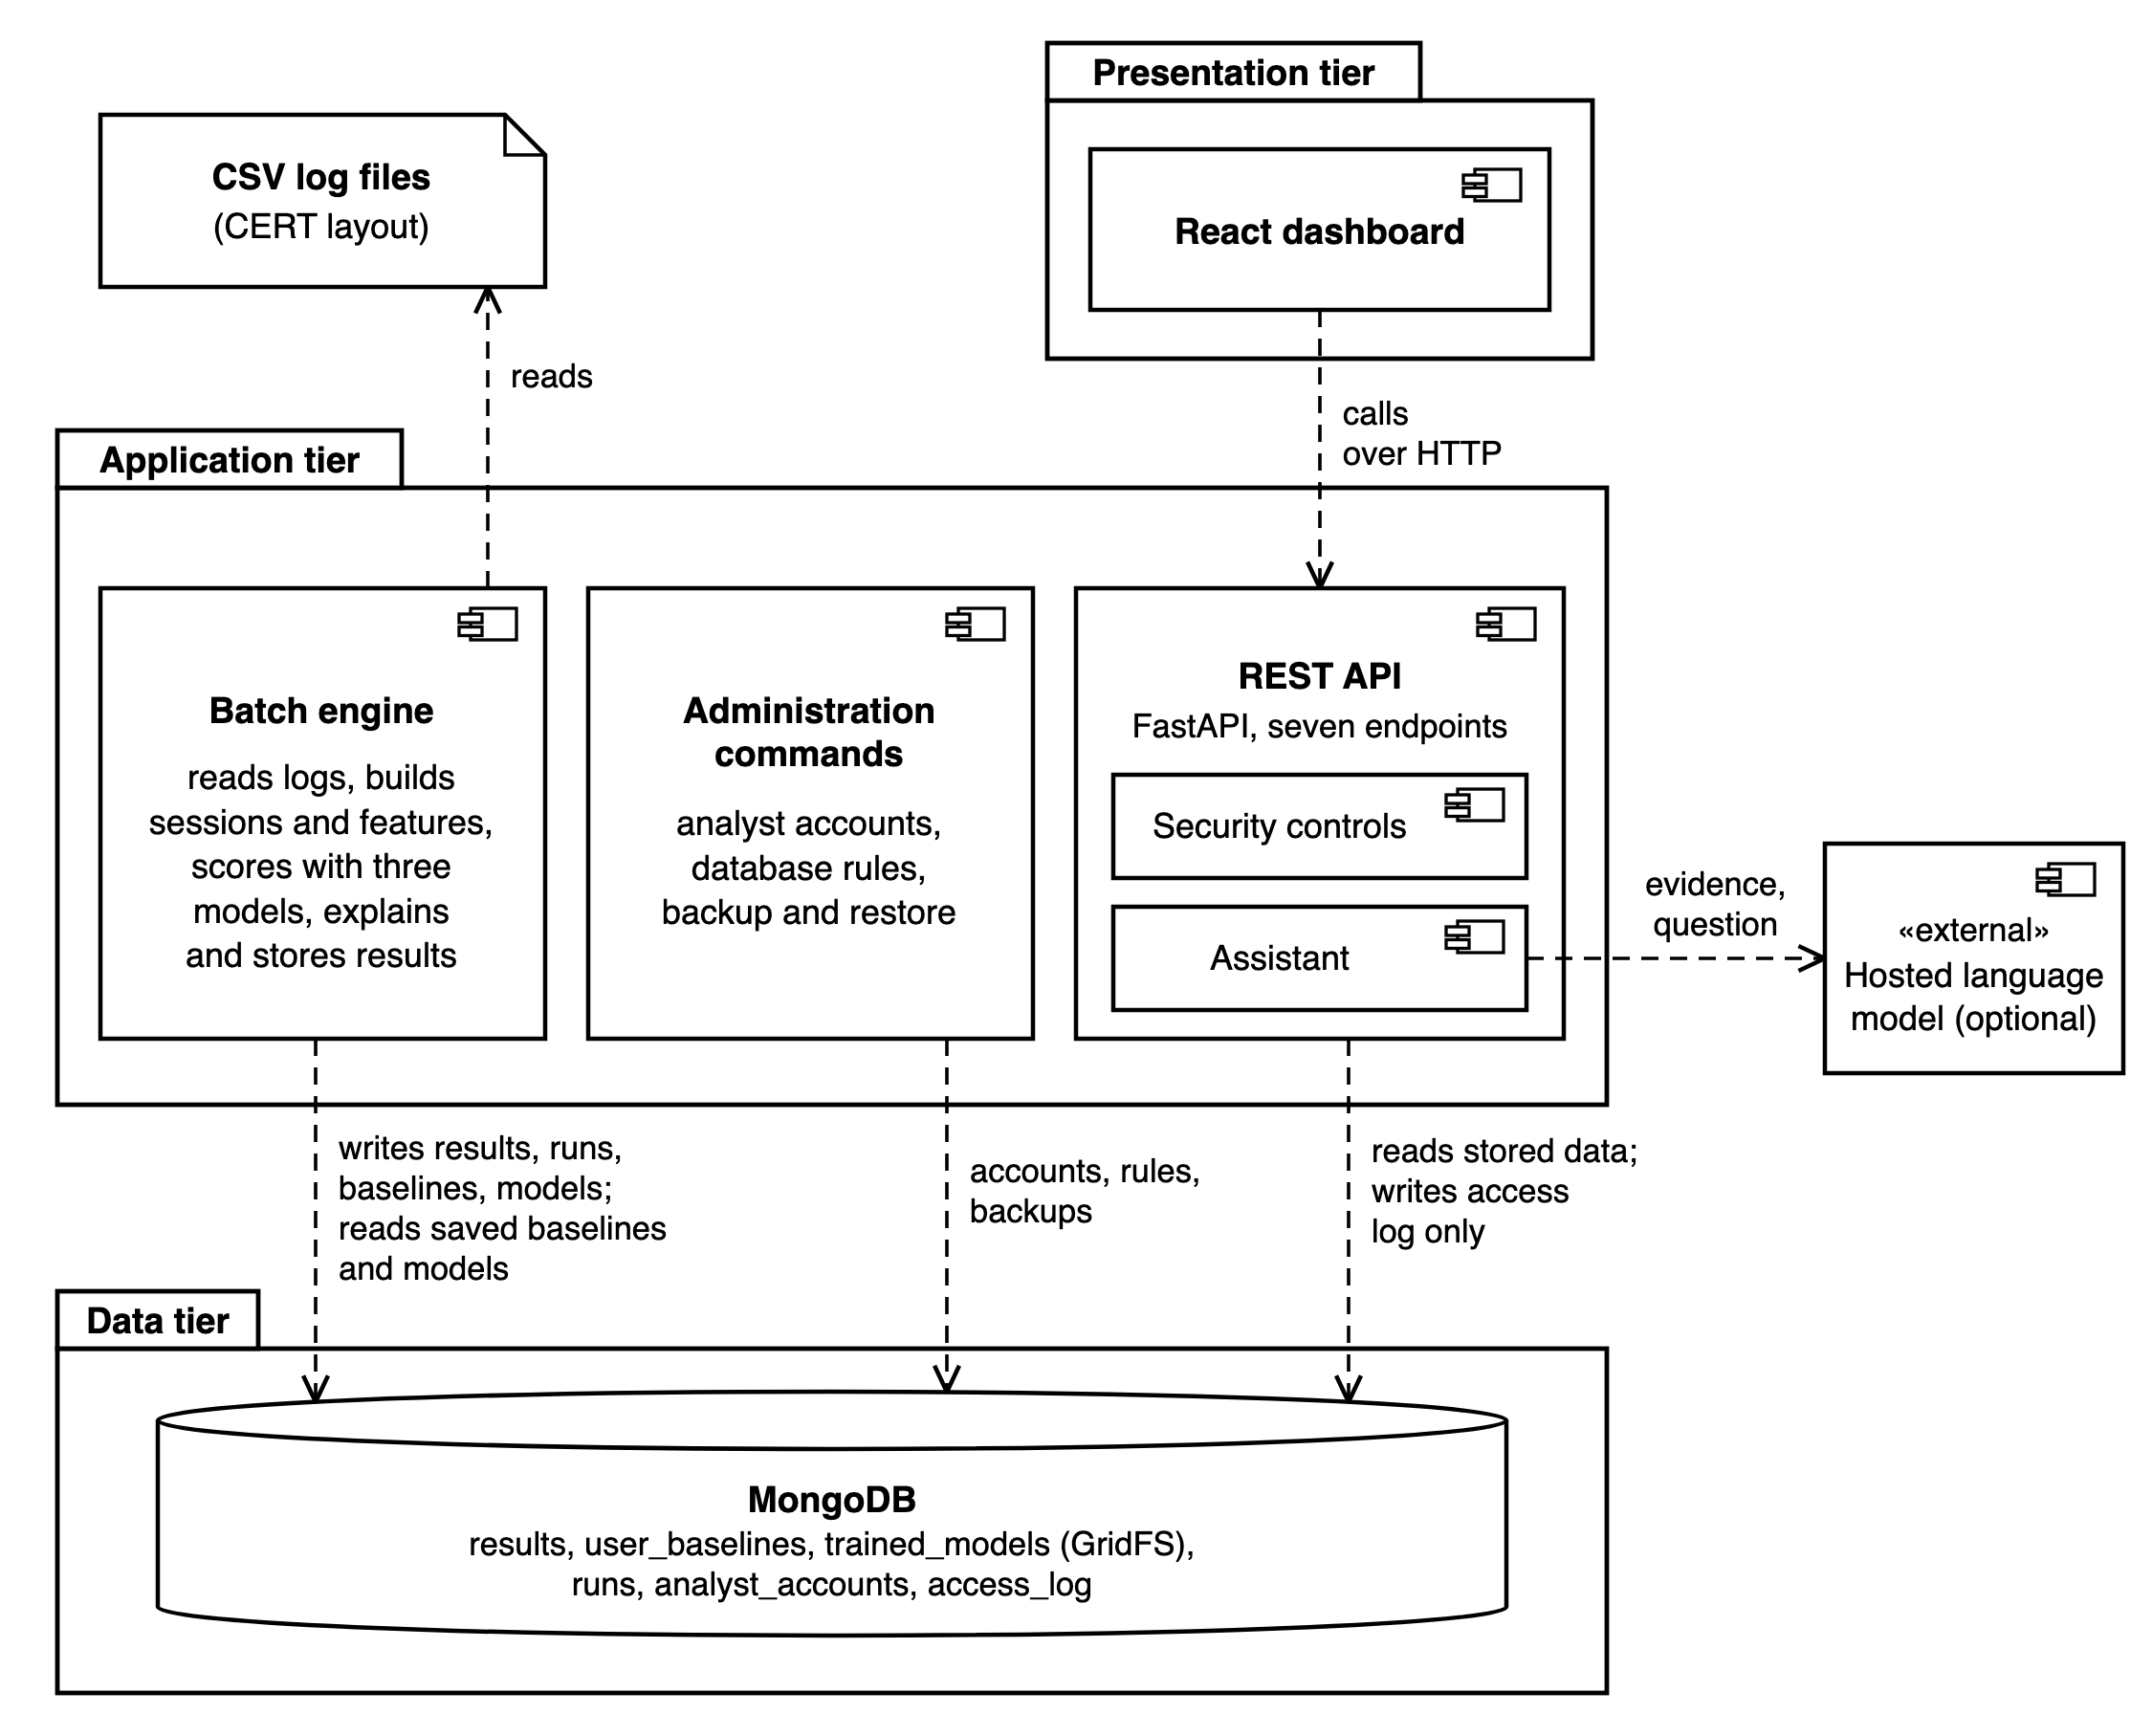 Presentation tier
CSV log files
(CERT layout)
React dashboard
reads
calls
over HTTP
Application tier
Batch engine
reads logs, builds
sessions and features,
scores with three
models, explains
and stores results
Administration
commands
analyst accounts,
database rules,
backup and restore
REST API
FastAPI, seven endpoints
Security controls
Assistant
evidence,
question
«external»
Hosted language
model (optional)
writes results, runs,
baselines, models;
reads saved baselines
and models
accounts, rules,
backups
reads stored data;
writes access
log only
Data tier
MongoDB
results, user_baselines, trained_models (GridFS),
runs, analyst_accounts, access_log